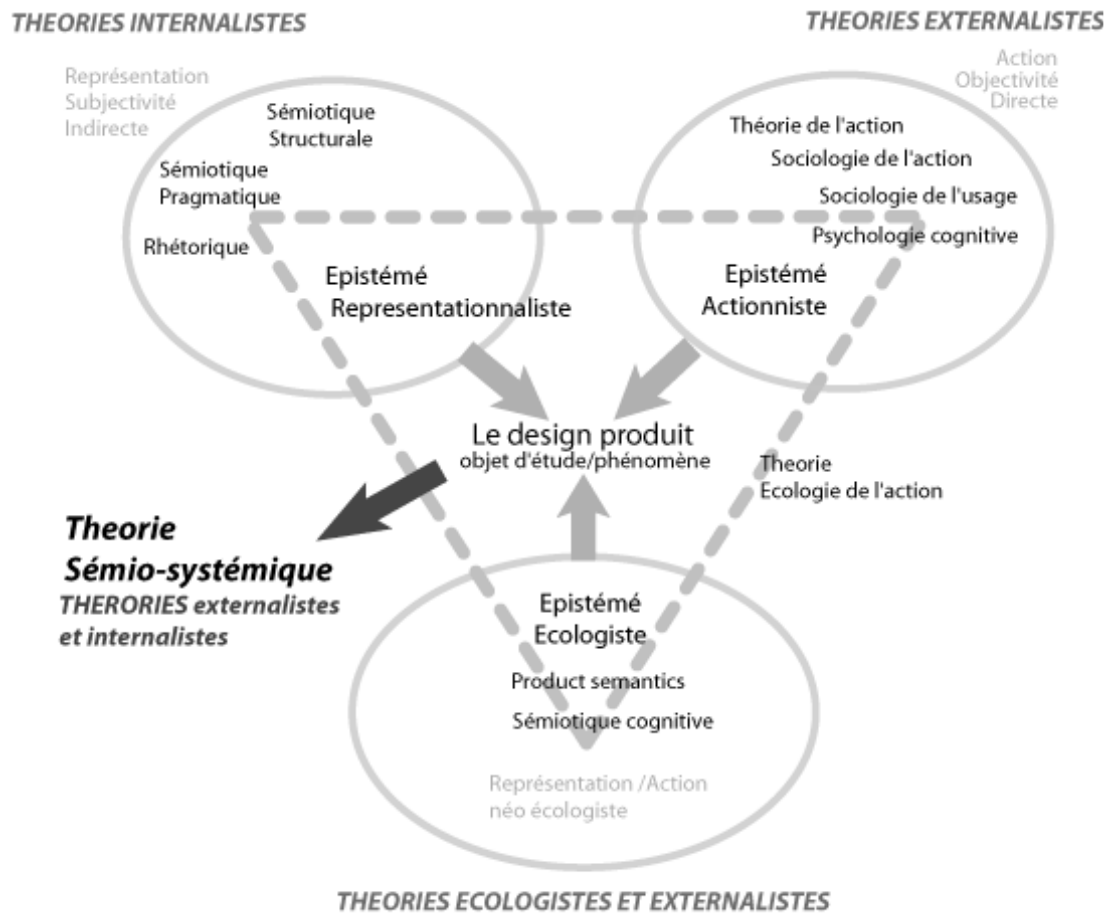 THEORIES INTERNALISTES
THEORIES EXTERNALISTES
Représentation
Subjectivité
Indirecte
Action
Objectivité
Directe
Sémiotique
Structurale
Sémiotique
Pragmatique
Rhétorique
Epistémé
Representationnaliste
Théorie de l'action
Sociologie de l'action
Sociologie de l'usage
Psychologie cognitive
Epistémé
Actionniste
Le design produit
objet d'étude/phénomène
Theorie
Ecologie de l'action
Theorie
Sémio-systémique
THERORIES externalistes
et internalistes
Epistémé
Ecologiste
Product semantics
Sémiotique cognitive
Représentation /Action
néo écologiste
THEORIES ECOLOGISTES ET EXTERNALISTES